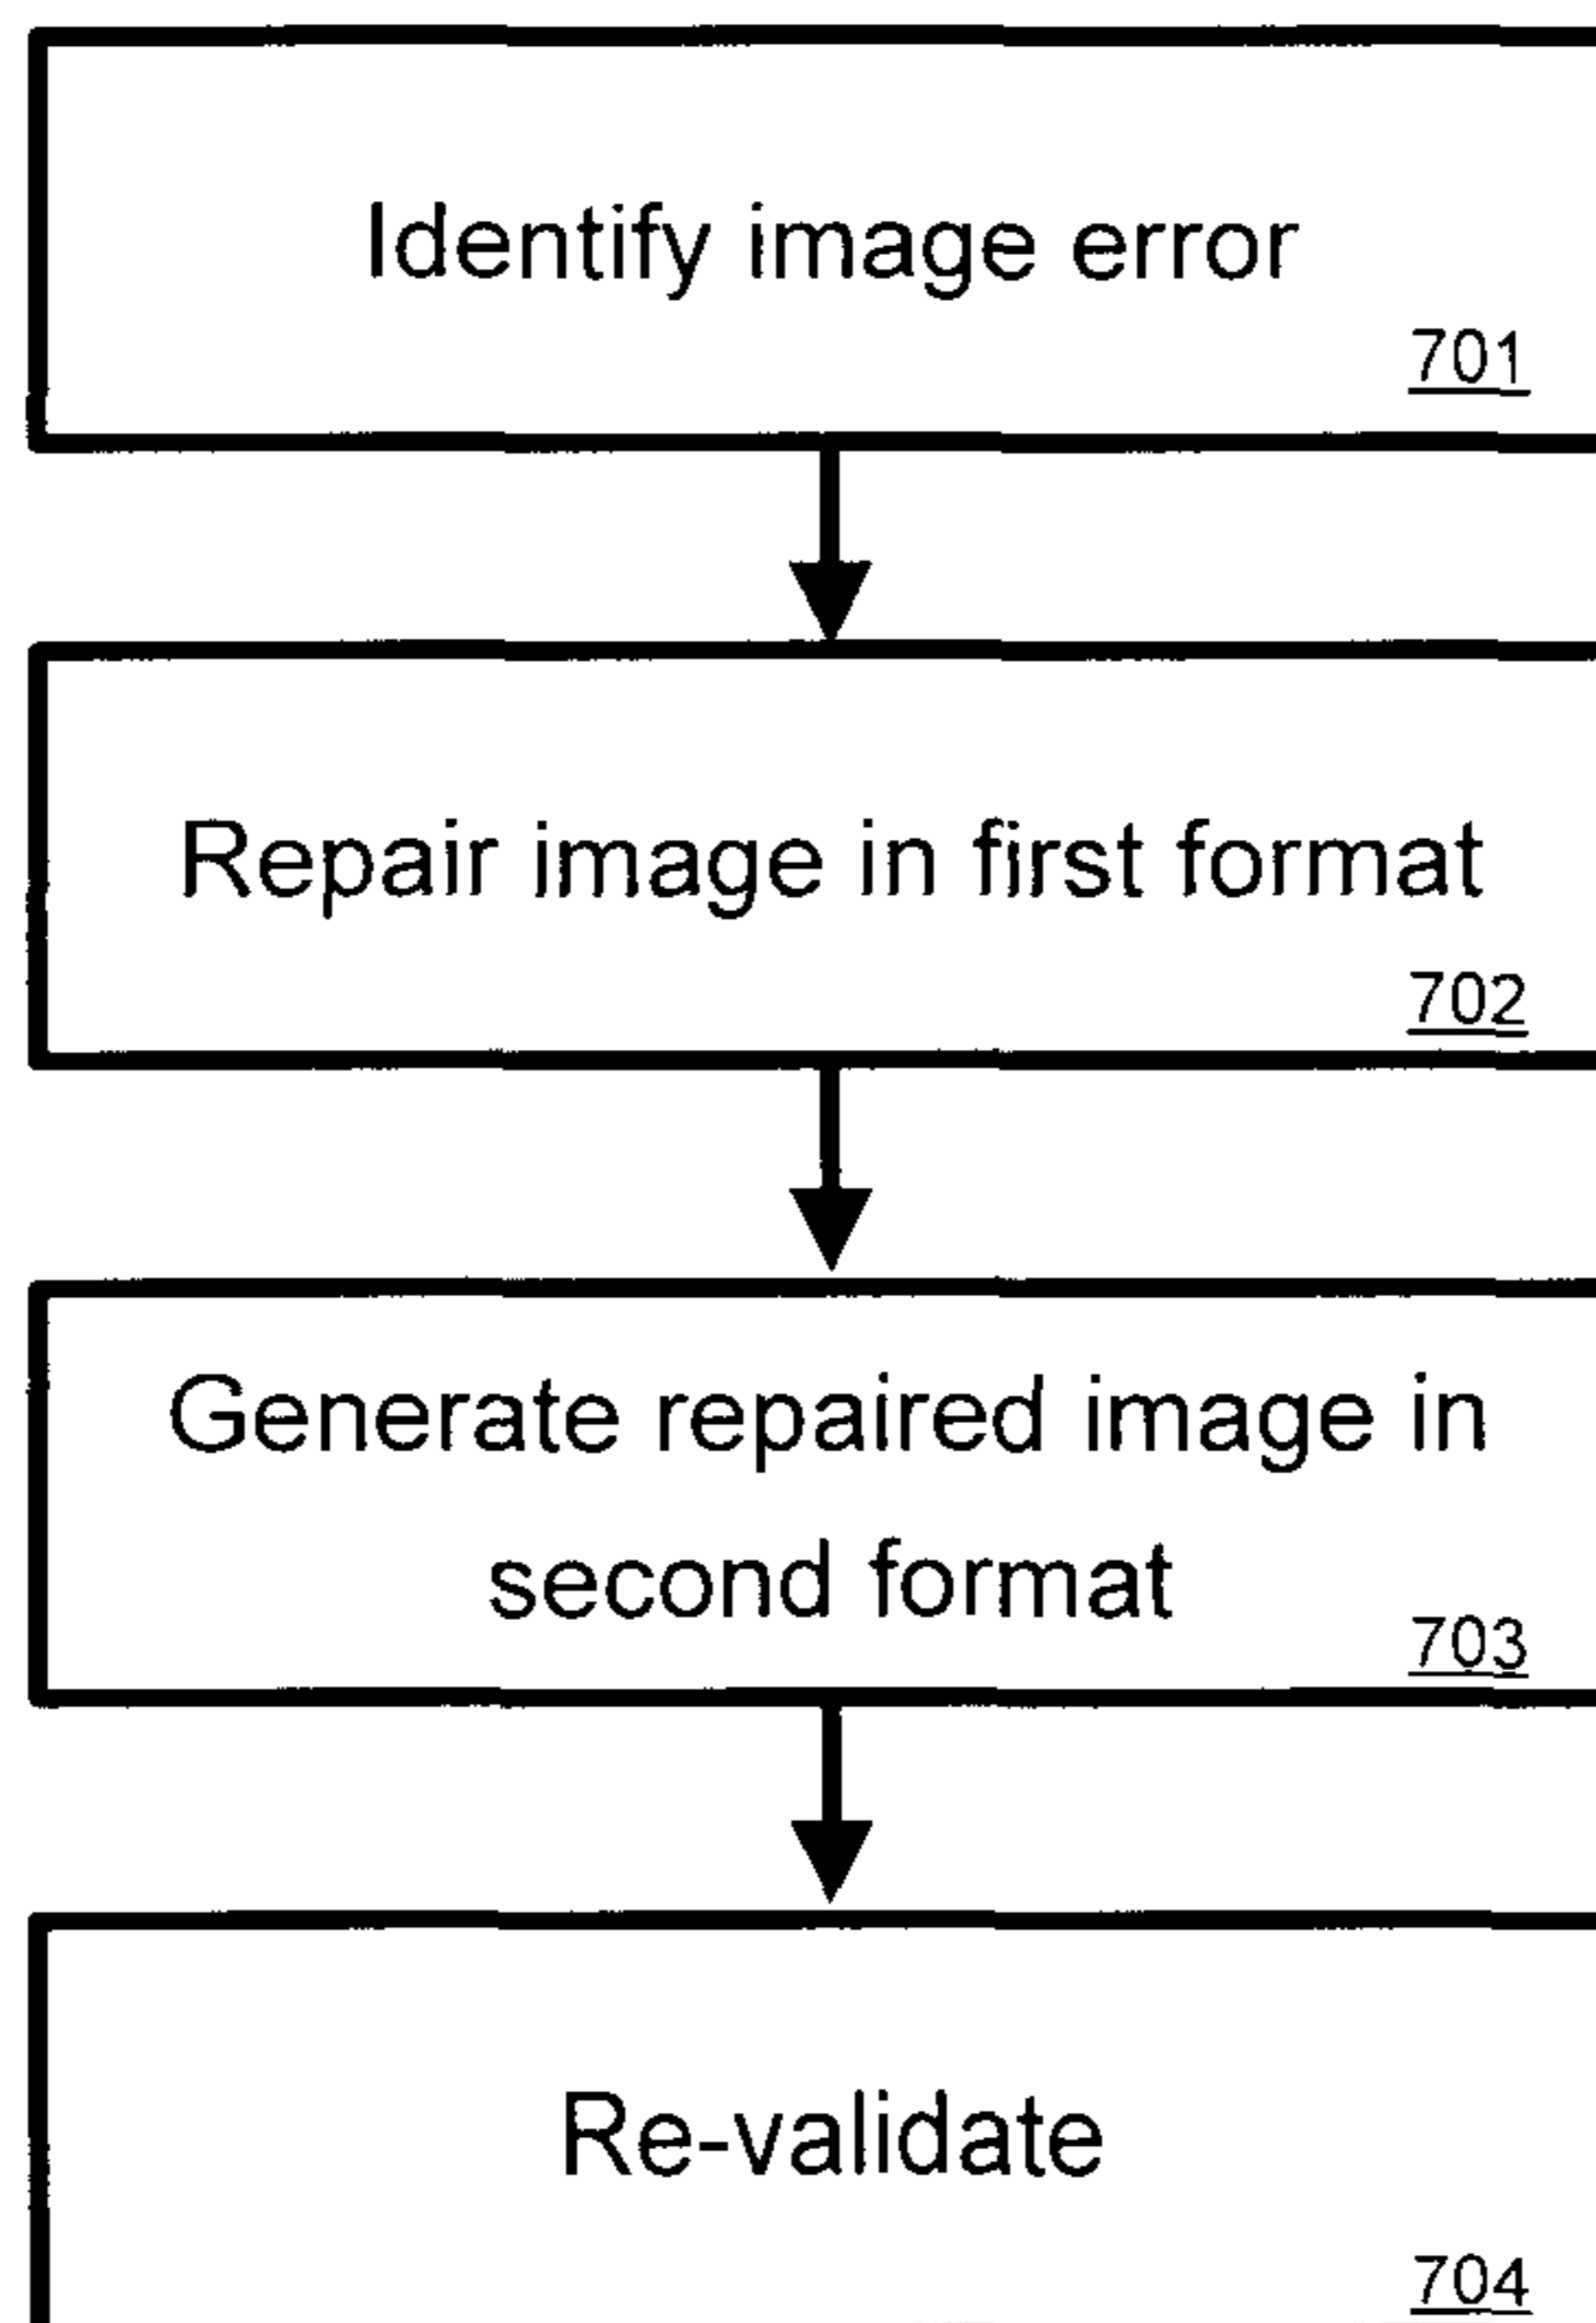 Identify image error
701
Repair image in first format
702
Generate repaired image in
second format
703
Re-validate
704